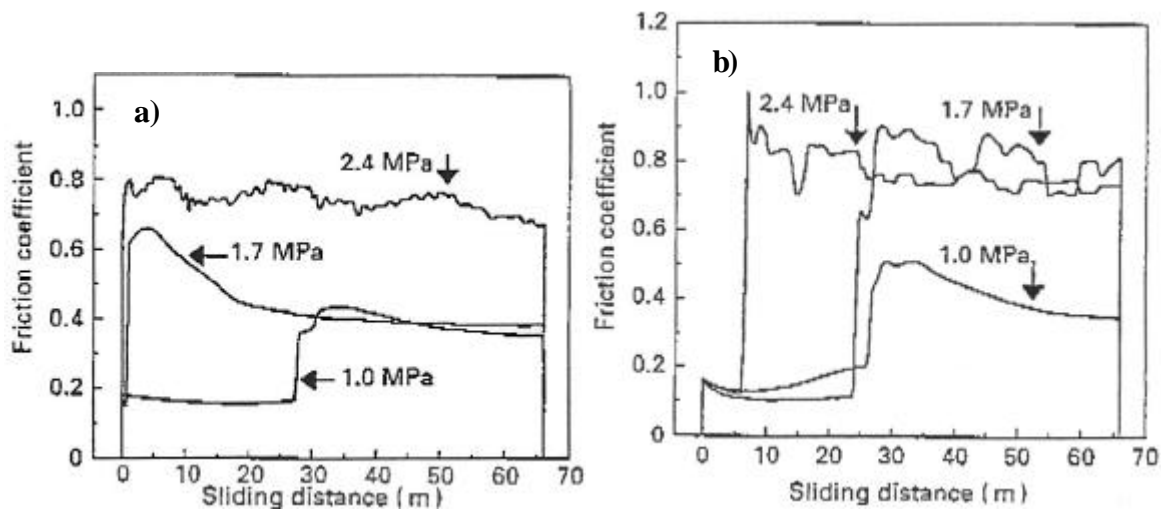 a)
Friction coefficient
1.0
0.8
0.6
0.4
0.2
0
2.4 MPa
1.7 MPa
1.0 MPa
0 10 20 30 40 50 60 70
Sliding distance (m)
b)
Friction coefficient
1.2
1.0
0.8
0.6
0.4
0.2
0
2.4 MPa
1.7 MPa
1.0 MPa
0 10 20 30 40 50 60 70
Sliding distance (m)